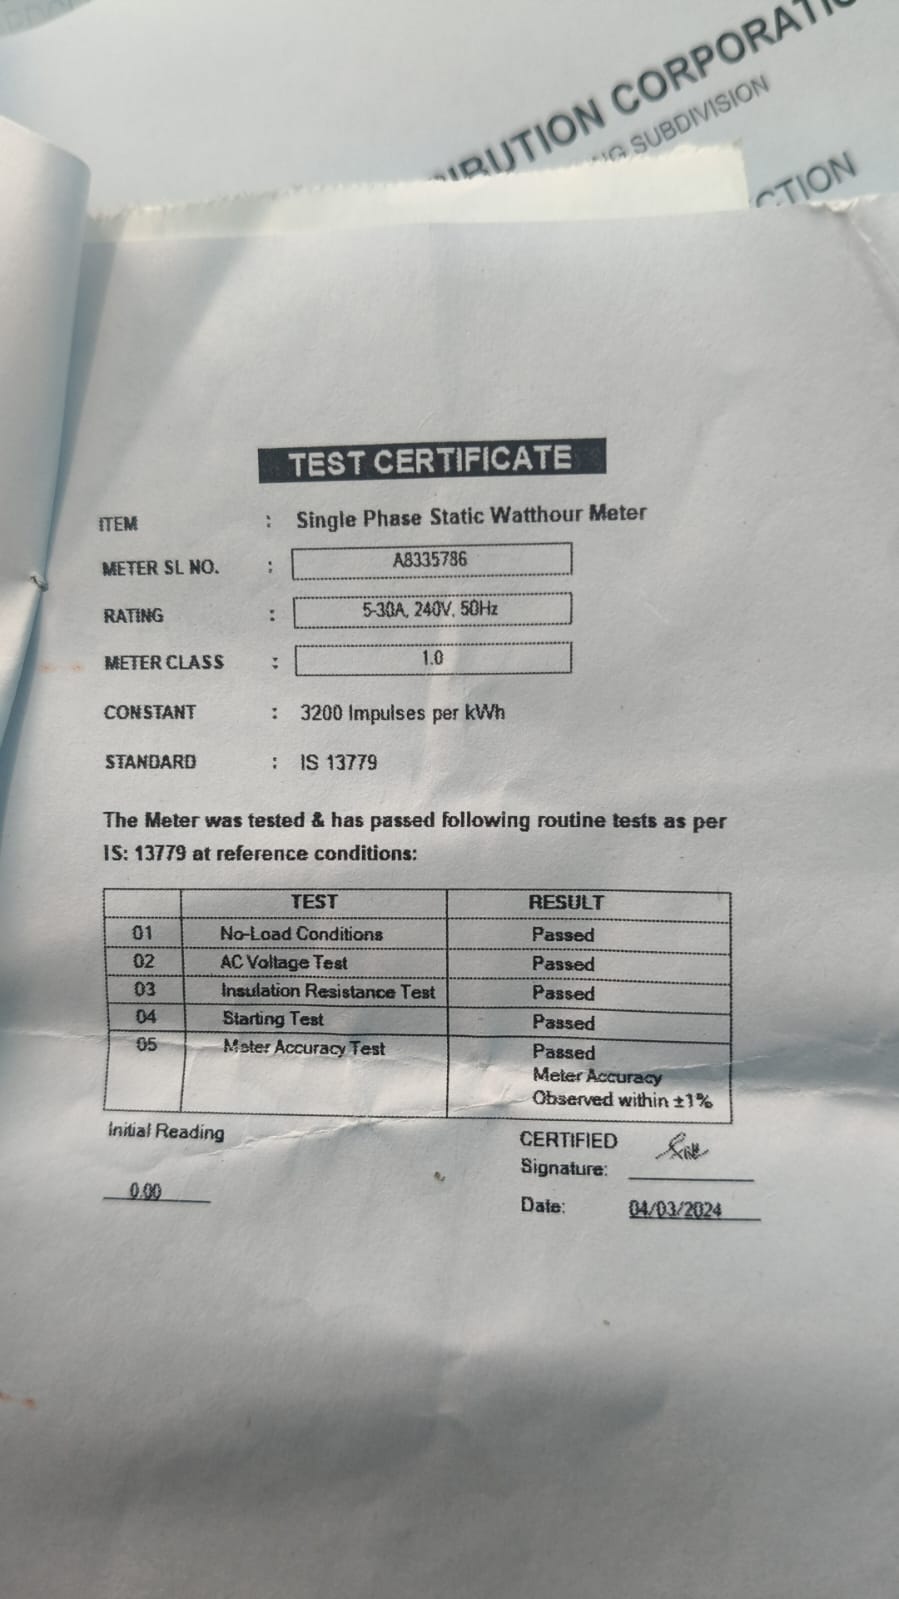 CORPORATI
SUBDIVISION
TEST CERTIFICATE
ITEM : Single Phase Static Watthour Meter
METER SL NO. : A8335786
RATING : 5-30A, 240V, 50Hz
METER CLASS : 1.0
CONSTANT : 3200 Impulses per kWh
STANDARD : IS 13779
The Meter was tested & has passed following routine tests as per
IS: 13779 at reference conditions:
TEST RESULT
01 No-Load Conditions Passed
02 AC Voltage Test Passed
03 Insulation Resistance Test Passed
04 Starting Test Passed
05 Meter Accuracy Test Passed
Meter Accuracy
Observed within ±1%
Initial Reading
0.00
CERTIFIED
Signature:
Date: 04/03/2024